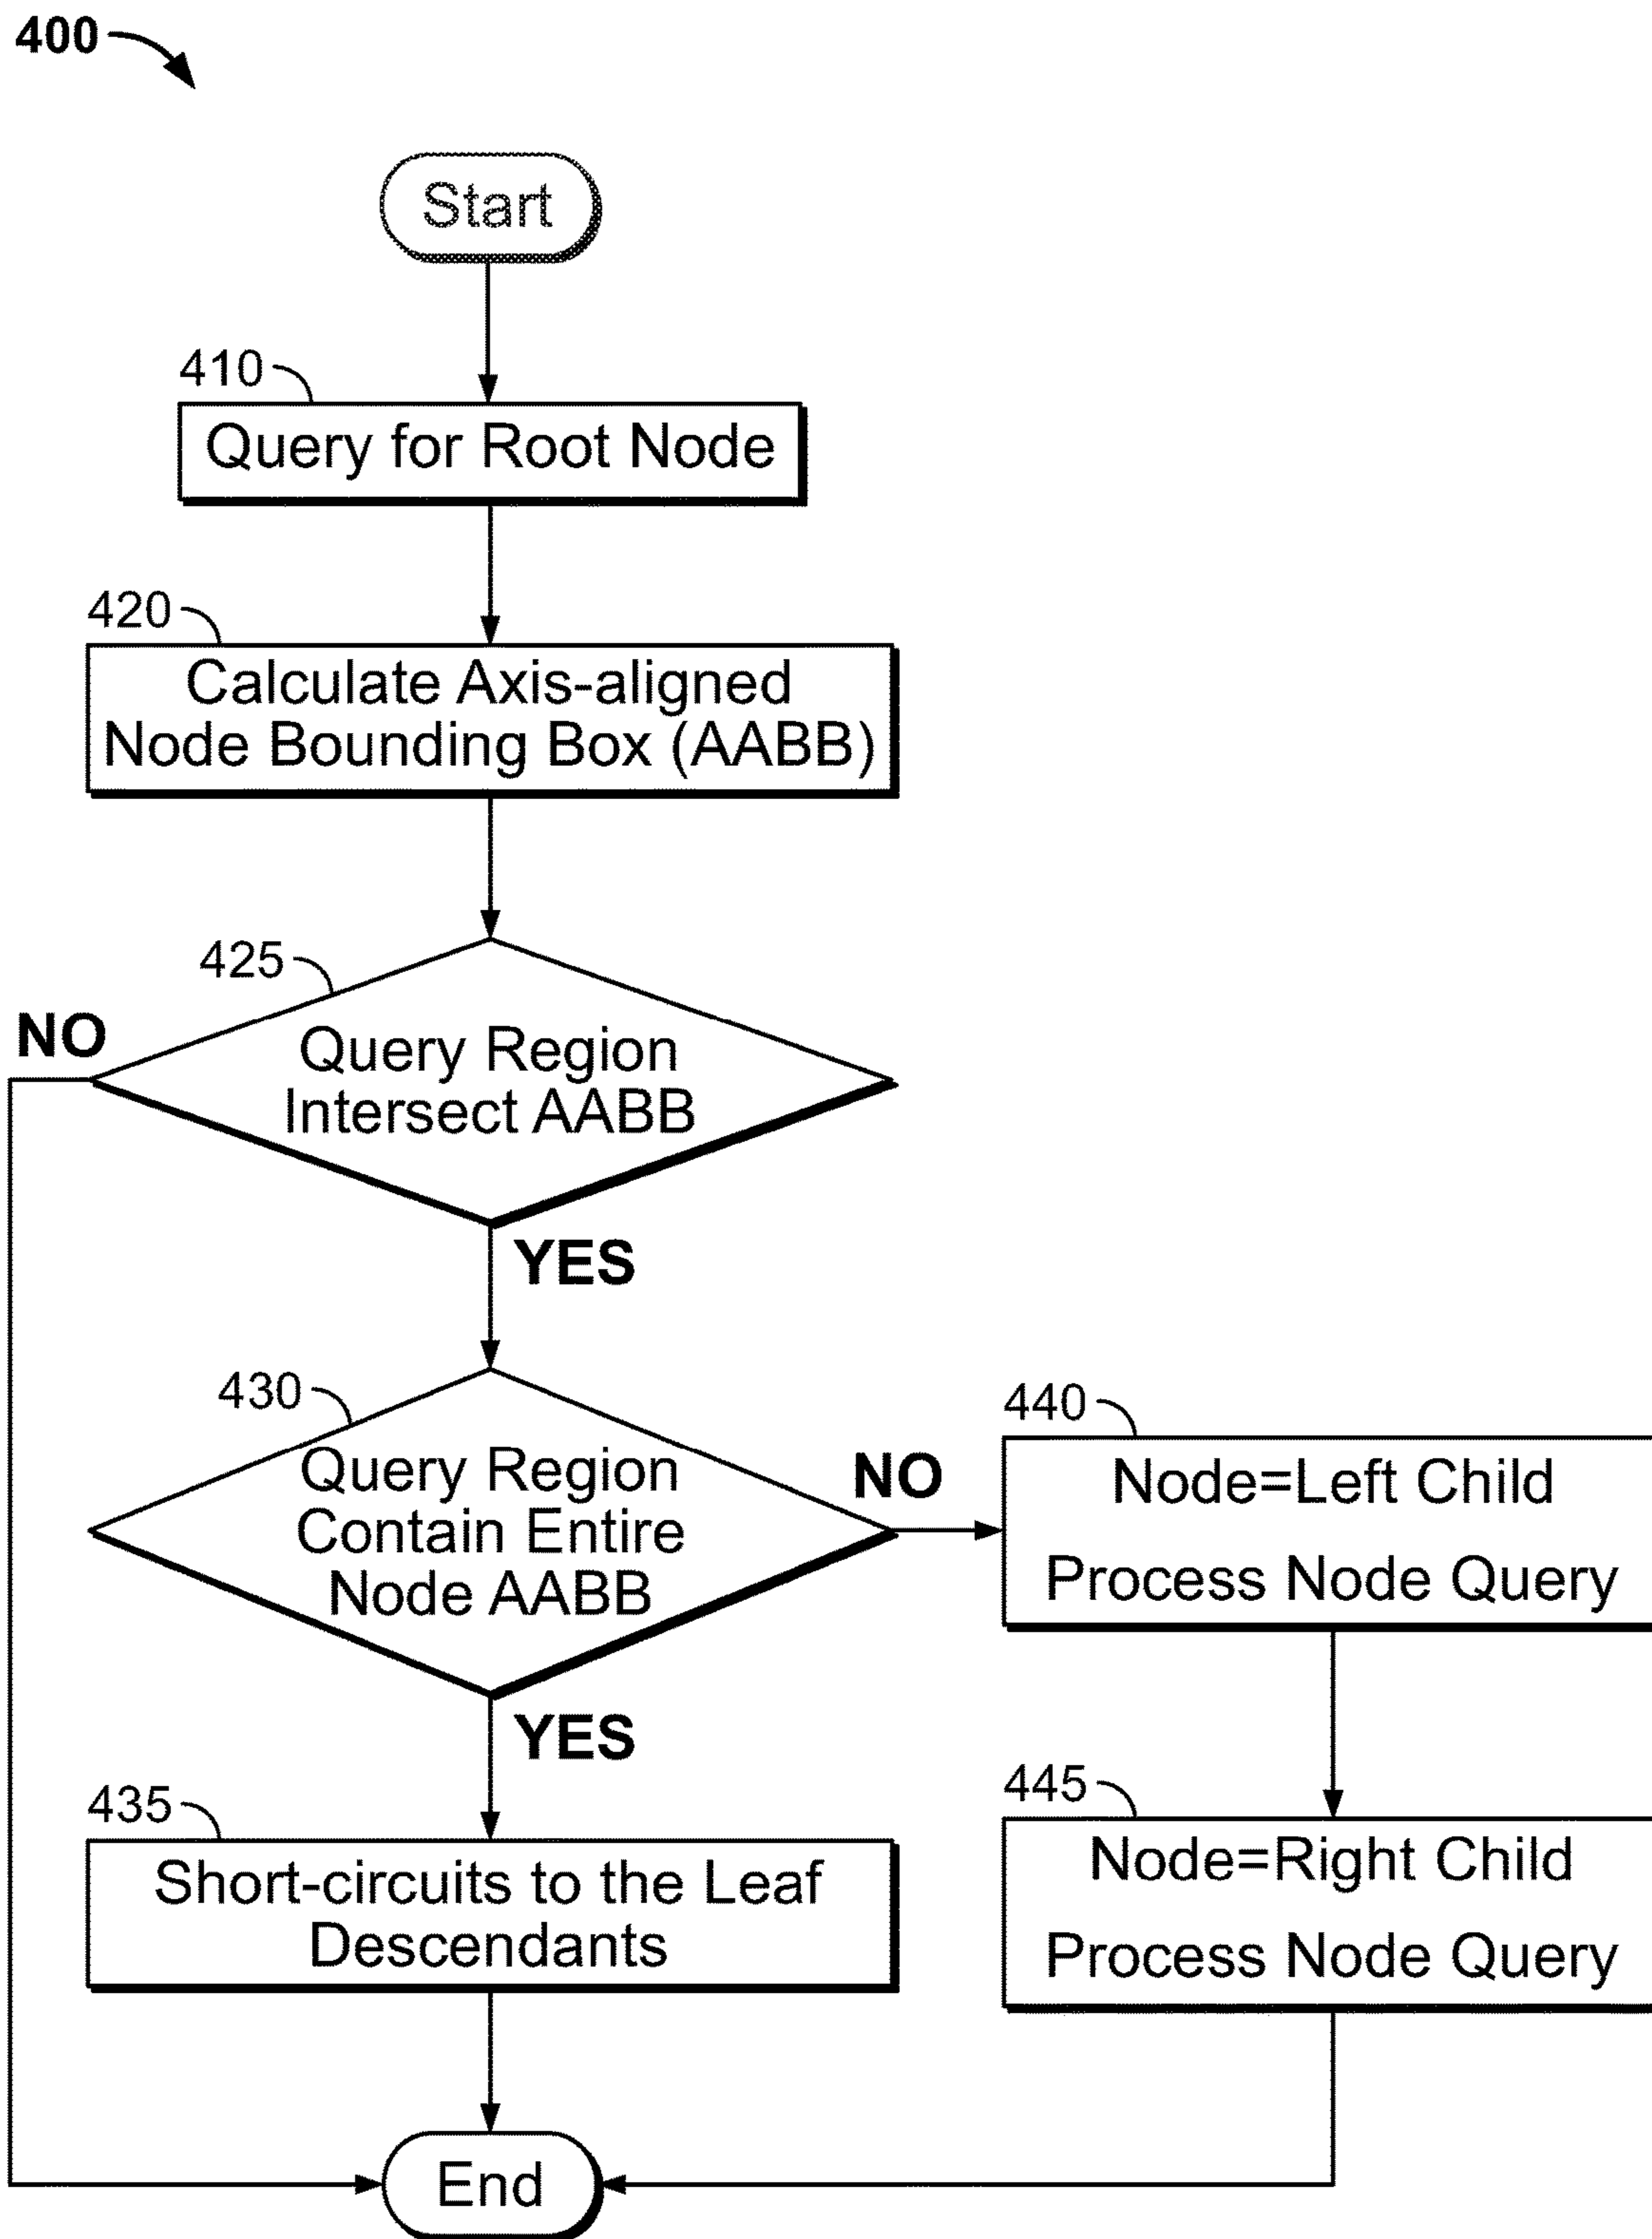 400
Start
410
Query for Root Node
420
Calculate Axis-aligned
Node Bounding Box (AABB)
425
NO
Query Region
Intersect AABB
YES
430
Query Region
Contain Entire
Node AABB
NO
440
Node=Left Child
Process Node Query
YES
435
Short-circuits to the Leaf
Descendants
445
Node=Right Child
Process Node Query
End